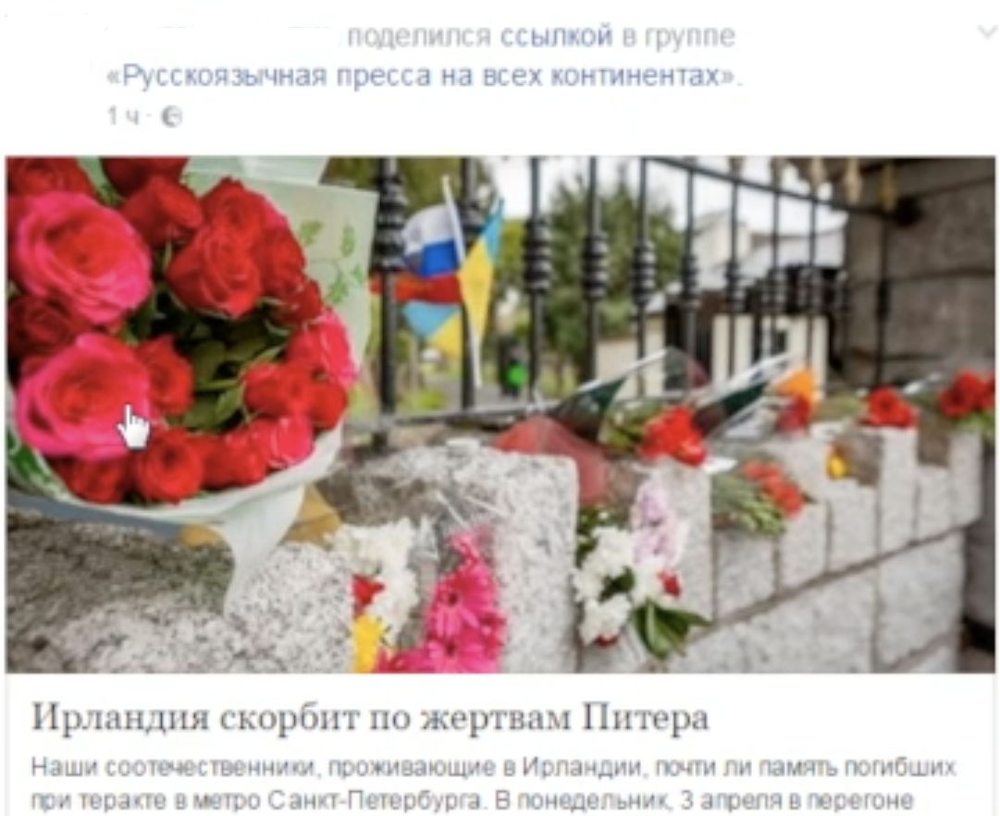 поделился ссылкой в группе
«Русскоязычная пресса на всех континентах».
1 ч ·
Ирландия скорбит по жертвам Питера
Наши соотечественники, проживающие в Ирландии, почти ли память погибших
при теракте в метро Санкт-Петербурга. В понедельник, 3 апреля в перегоне